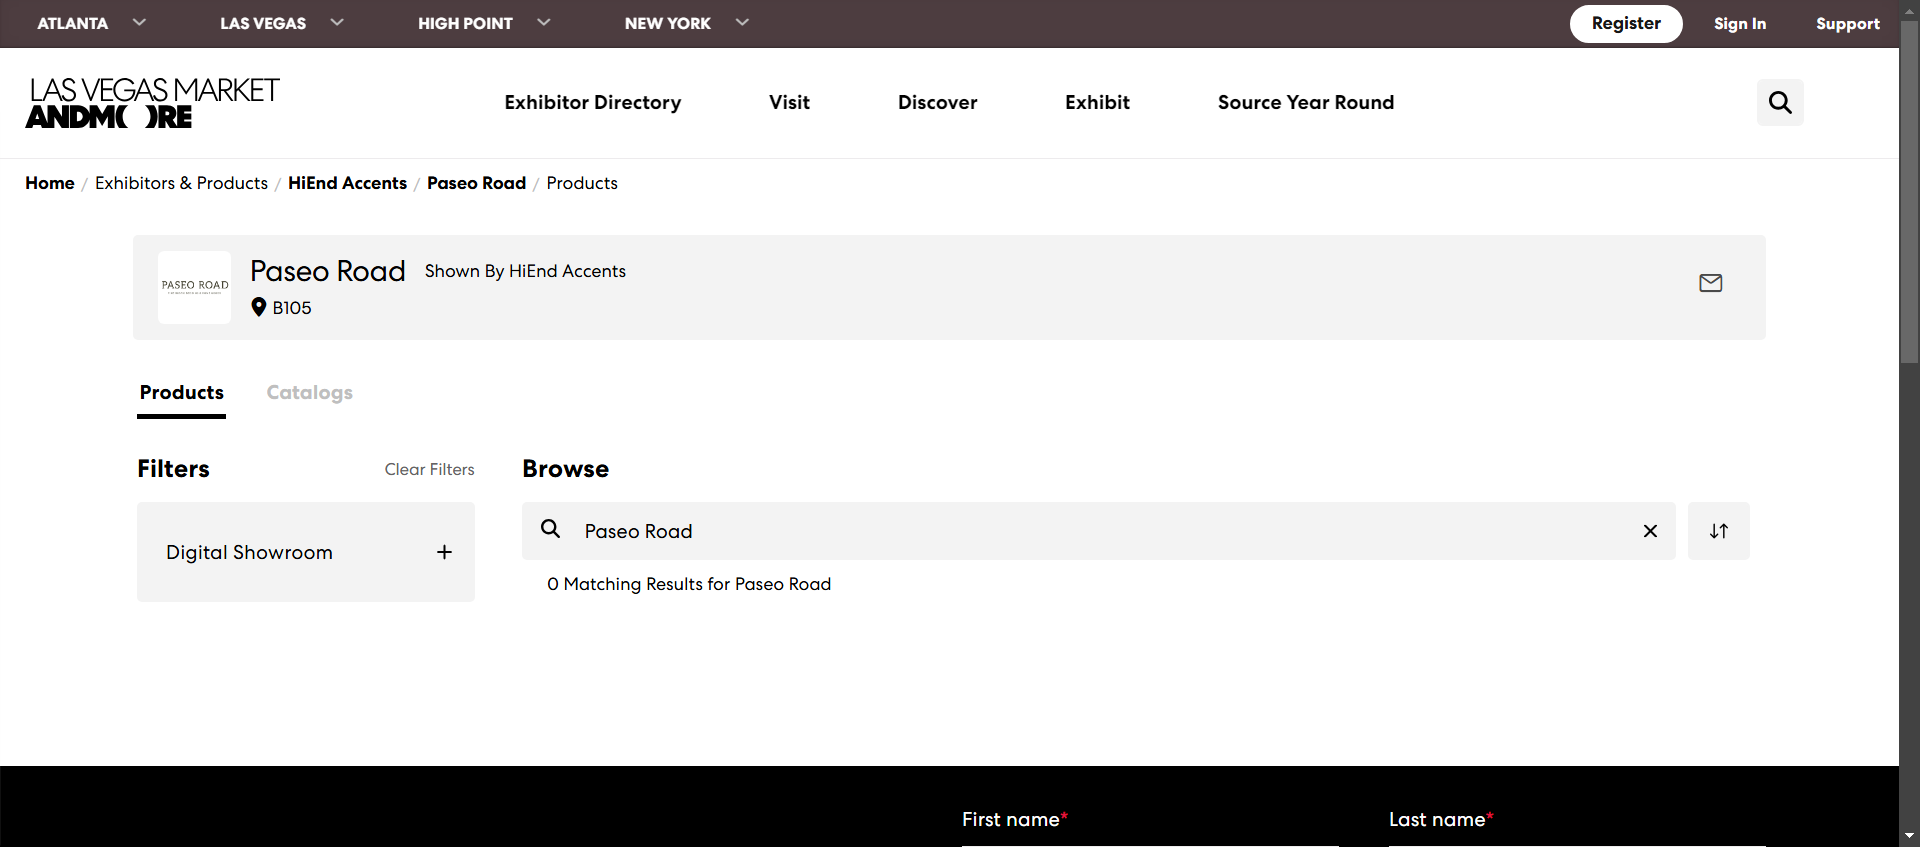 ATLANTA
LAS VEGAS
HIGH POINT
NEW YORK
Register
Sign In
Support
LAS VEGAS MARKET
ANDMORE
Exhibitor Directory
Visit
Discover
Exhibit
Source Year Round
Home / Exhibitors & Products / HiEnd Accents / Paseo Road / Products
PASEO ROAD
Paseo Road
Shown By HiEnd Accents
B105
Products
Catalogs
Filters
Clear Filters
Digital Showroom
Browse
Paseo Road
0 Matching Results for Paseo Road
First name*
Last name*